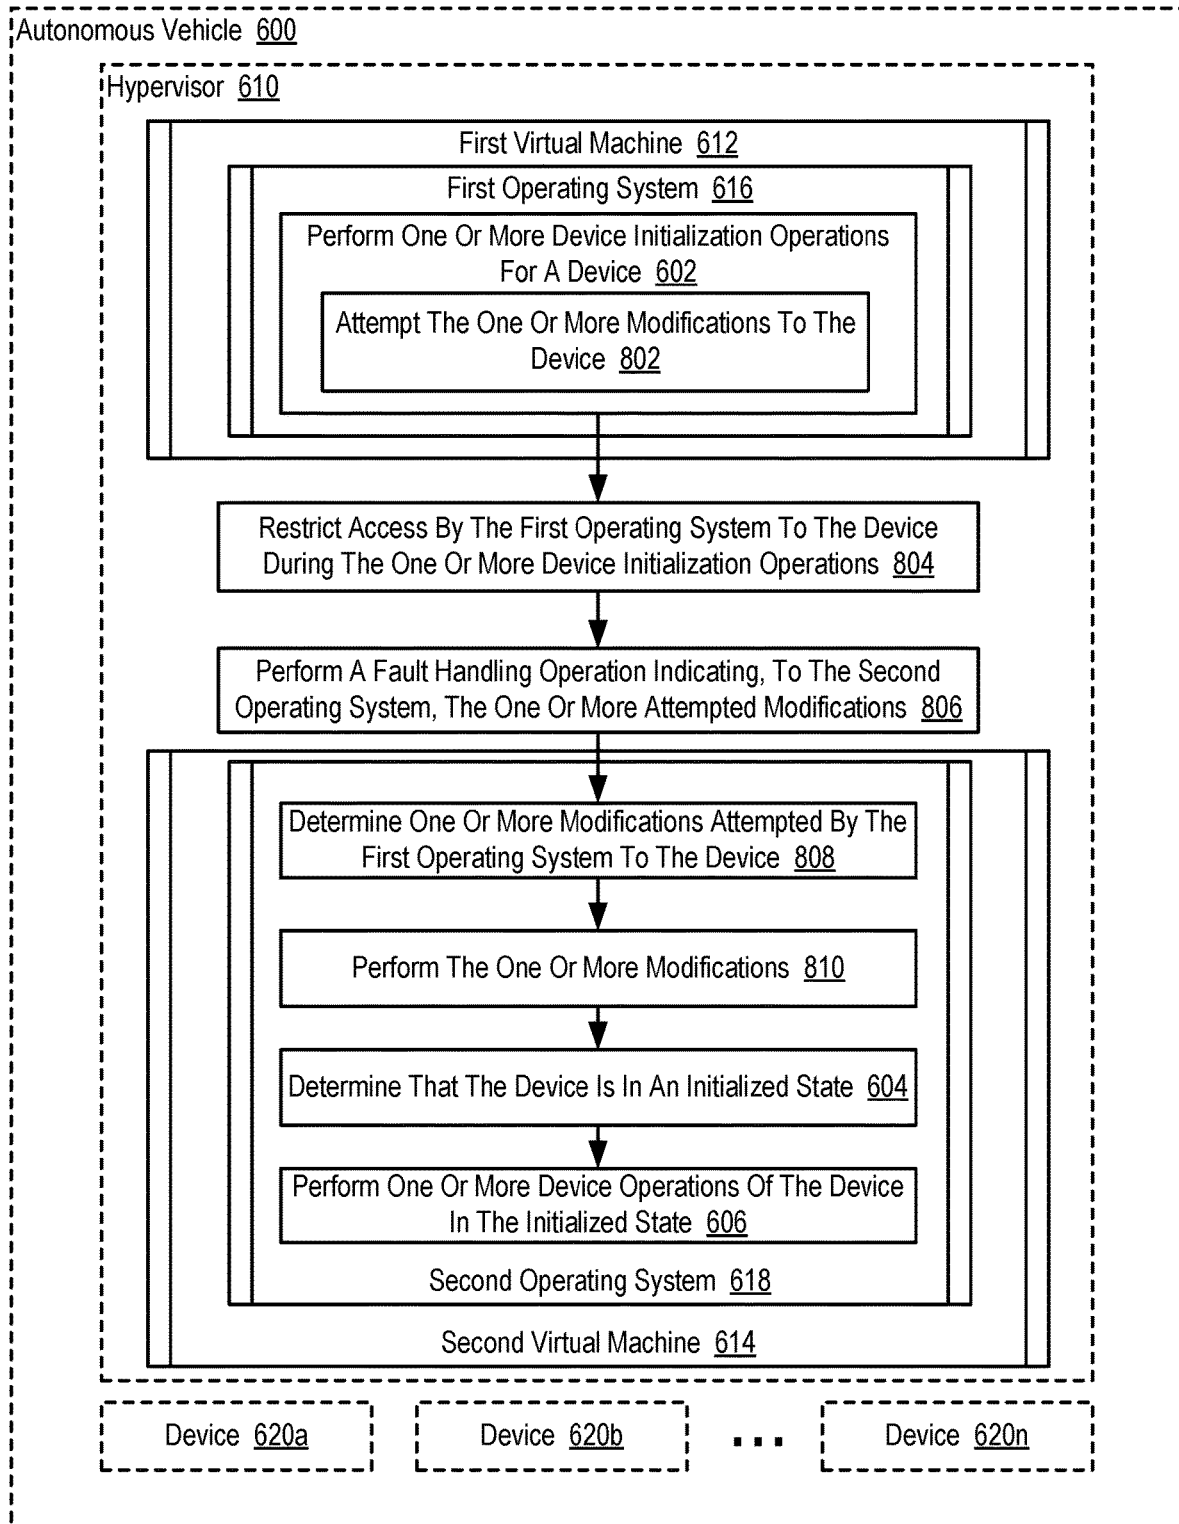 Autonomous Vehicle 600
Hypervisor 610
First Virtual Machine 612
First Operating System 616
Perform One Or More Device Initialization Operations
For A Device 602
Attempt The One Or More Modifications To The
Device 802
Restrict Access By The First Operating System To The Device
During The One Or More Device Initialization Operations 804
Perform A Fault Handling Operation Indicating, To The Second
Operating System, The One Or More Attempted Modifications 806
Determine One Or More Modifications Attempted By The
First Operating System To The Device 808
Perform The One Or More Modifications 810
Determine That The Device Is In An Initialized State 604
Perform One Or More Device Operations Of The Device
In The Initialized State 606
Second Operating System 618
Second Virtual Machine 614
Device 620a
Device 620b
...
Device 620n